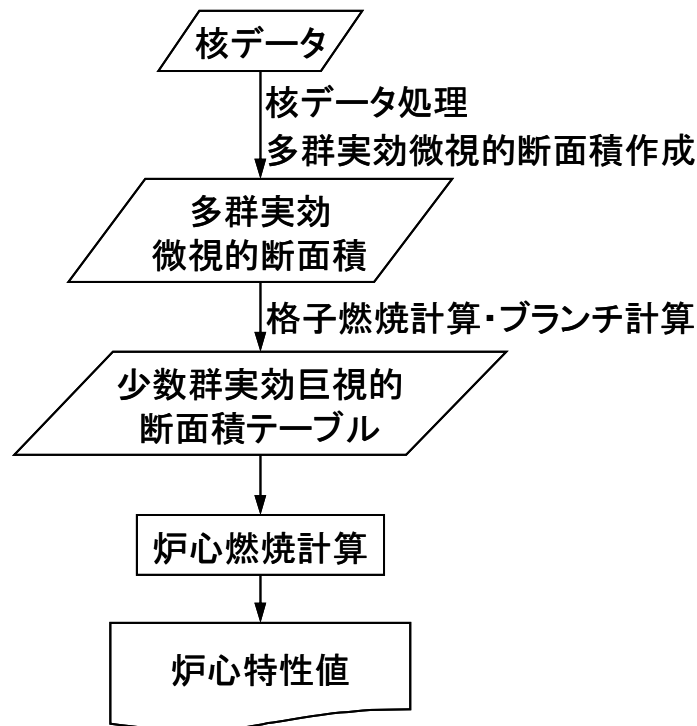 核データ
核データ処理
多群実効微視的断面積作成
多群実効
微視的断面積
格子燃焼計算・ブランチ計算
少数群実効巨視的
断面積テーブル
炉心燃焼計算
炉心特性値